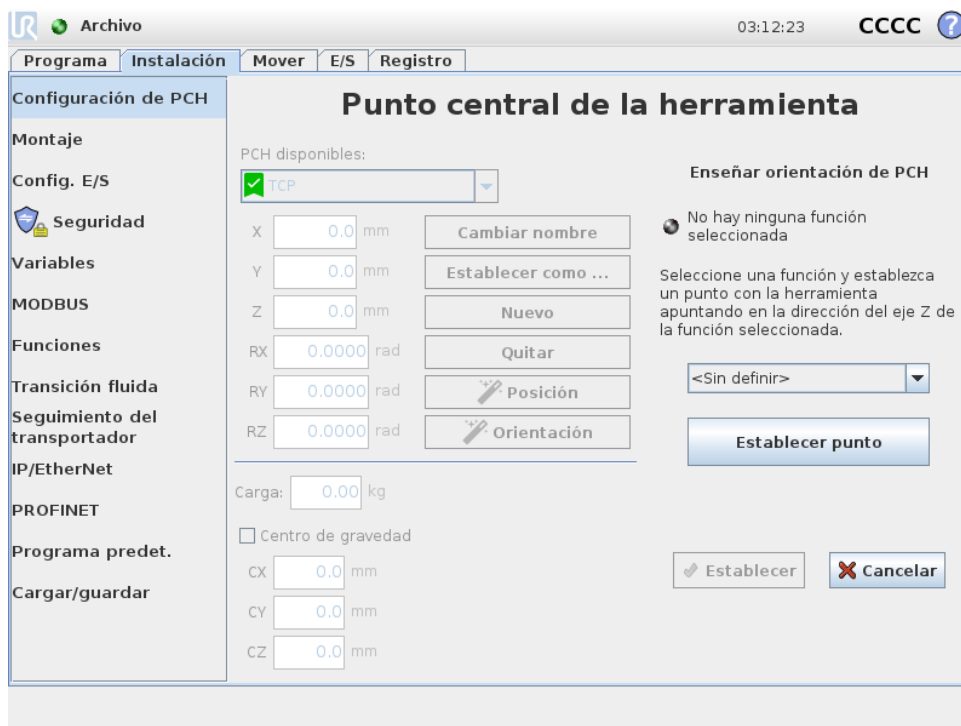 UR Archivo 03:12:23 CCCC ?
Programa Instalación Mover E/S Registro
Configuración de PCH
Montaje
Config. E/S
Seguridad
Variables
MODBUS
Funciones
Transición fluida
Seguimiento del
transportador
IP/EtherNet
PROFINET
Programa predet.
Cargar/guardar
Punto central de la herramienta
PCH disponibles:
TCP
X 0.0 mm Cambiar nombre
Y 0.0 mm Establecer como ...
Z 0.0 mm Nuevo
RX 0.0000 rad Quitar
RY 0.0000 rad Posición
RZ 0.0000 rad Orientación
Carga: 0.00 kg
Centro de gravedad
CX 0.0 mm
CY 0.0 mm
CZ 0.0 mm
Enseñar orientación de PCH
No hay ninguna función
seleccionada
Seleccione una función y establezca
un punto con la herramienta
apuntando en la dirección del eje Z de
la función seleccionada.
<Sin definir>
Establecer punto
Establecer Cancelar